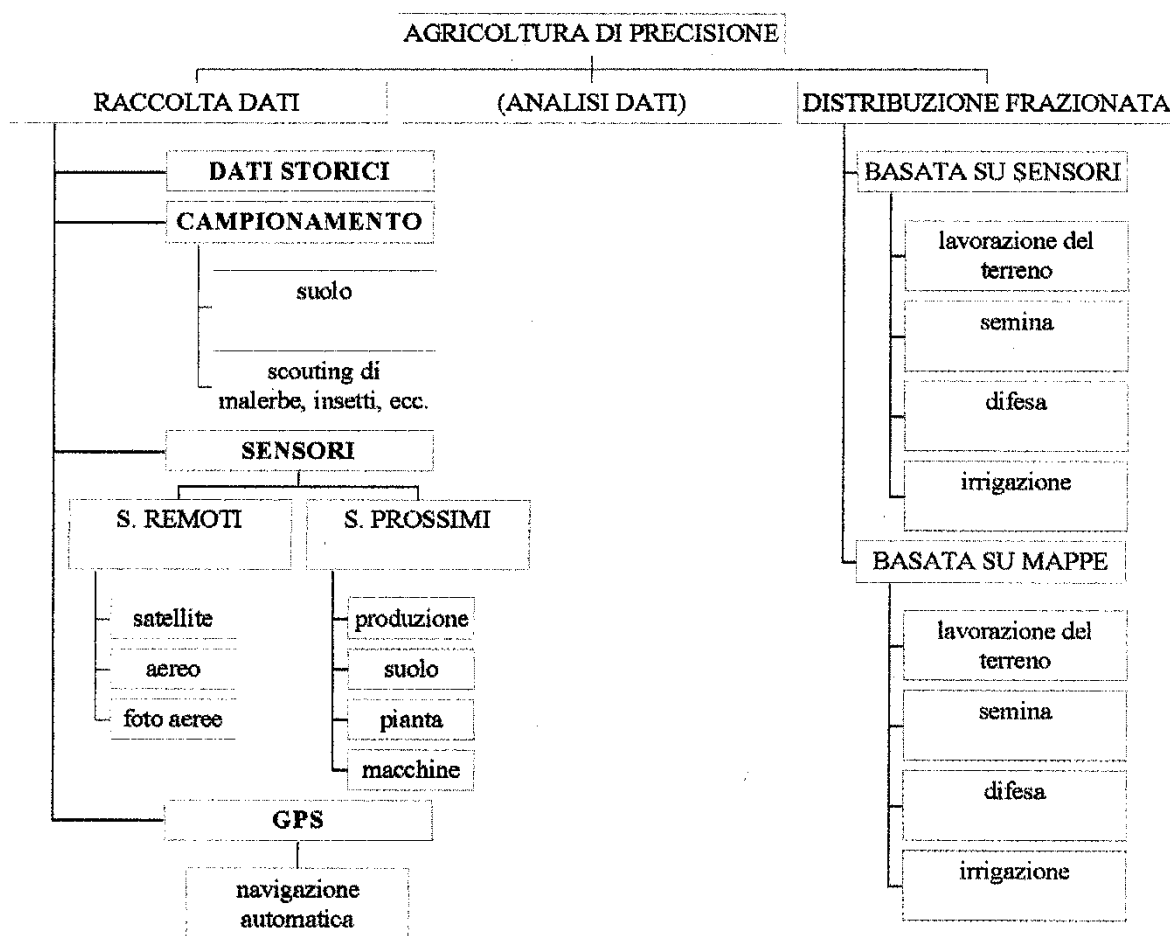 AGRICOLTURA DI PRECISIONE
RACCOLTA DATI
(ANALISI DATI)
DISTRIBUZIONE FRAZIONATA
DATI STORICI
CAMPIONAMENTO
suolo
scouting di
malerbe, insetti, ecc.
SENSORI
S. REMOTI
satellite
aereo
foto aeree
S. PROSSIMI
produzione
suolo
pianta
macchine
GPS
navigazione
automatica
BASATA SU SENSORI
lavorazione del
terreno
semina
difesa
irrigazione
BASATA SU MAPPE
lavorazione del
terreno
semina
difesa
irrigazione